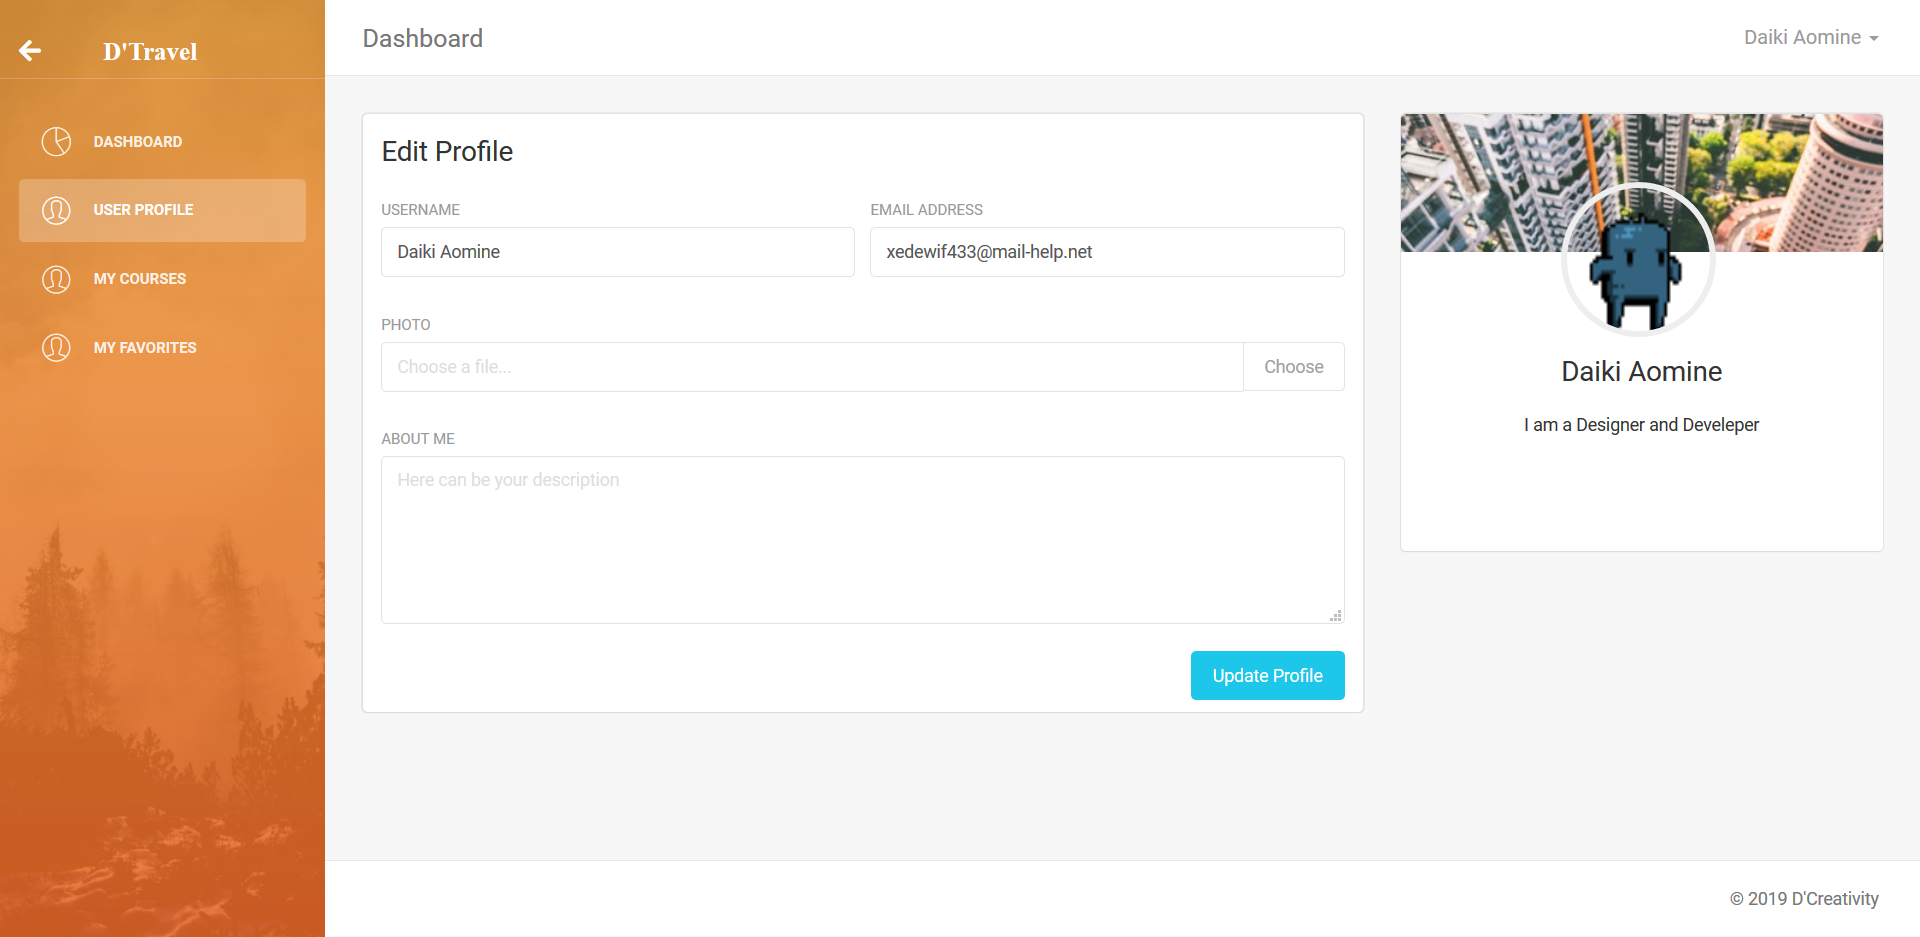 D'Travel
DASHBOARD
USER PROFILE
MY COURSES
MY FAVORITES
Dashboard
Daiki Aomine
Edit Profile
USERNAME
EMAIL ADDRESS
Daiki Aomine
xedewif433@mail-help.net
PHOTO
Choose a file...
Choose
ABOUT ME
Here can be your description
Update Profile
Daiki Aomine
I am a Designer and Develeper
© 2019 D'Creativity